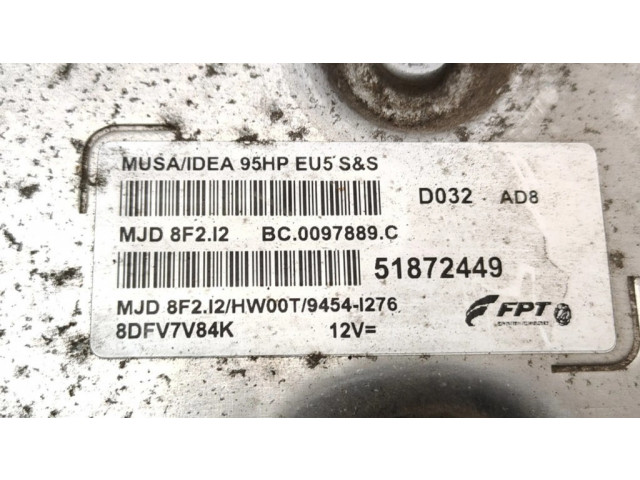 MUSA/IDEA 95HP EU5 S&S
D032 AD8
MJD 8F2.I2 BC.0097889.C
51872449
MJD 8F2.I2/HW00T/9454-I276
8DFV7V84K 12V=
FPT